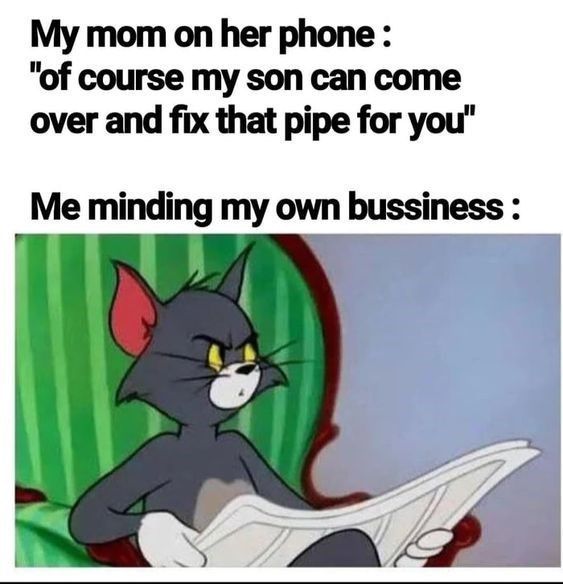 My mom on her phone :
"of course my son can come
over and fix that pipe for you"
Me minding my own bussiness :